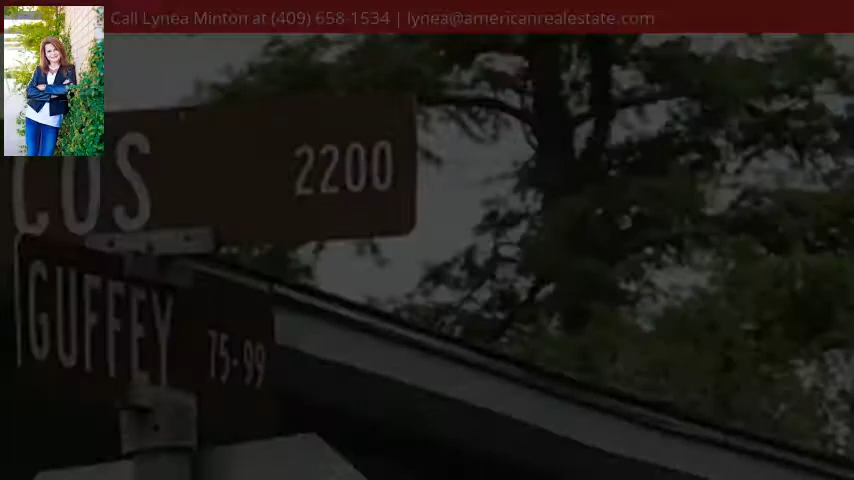 Call Lynea Minton at (409) 658-1534 | lynea@americanrealestate.com
COS 2200
GUFFEY 75-99